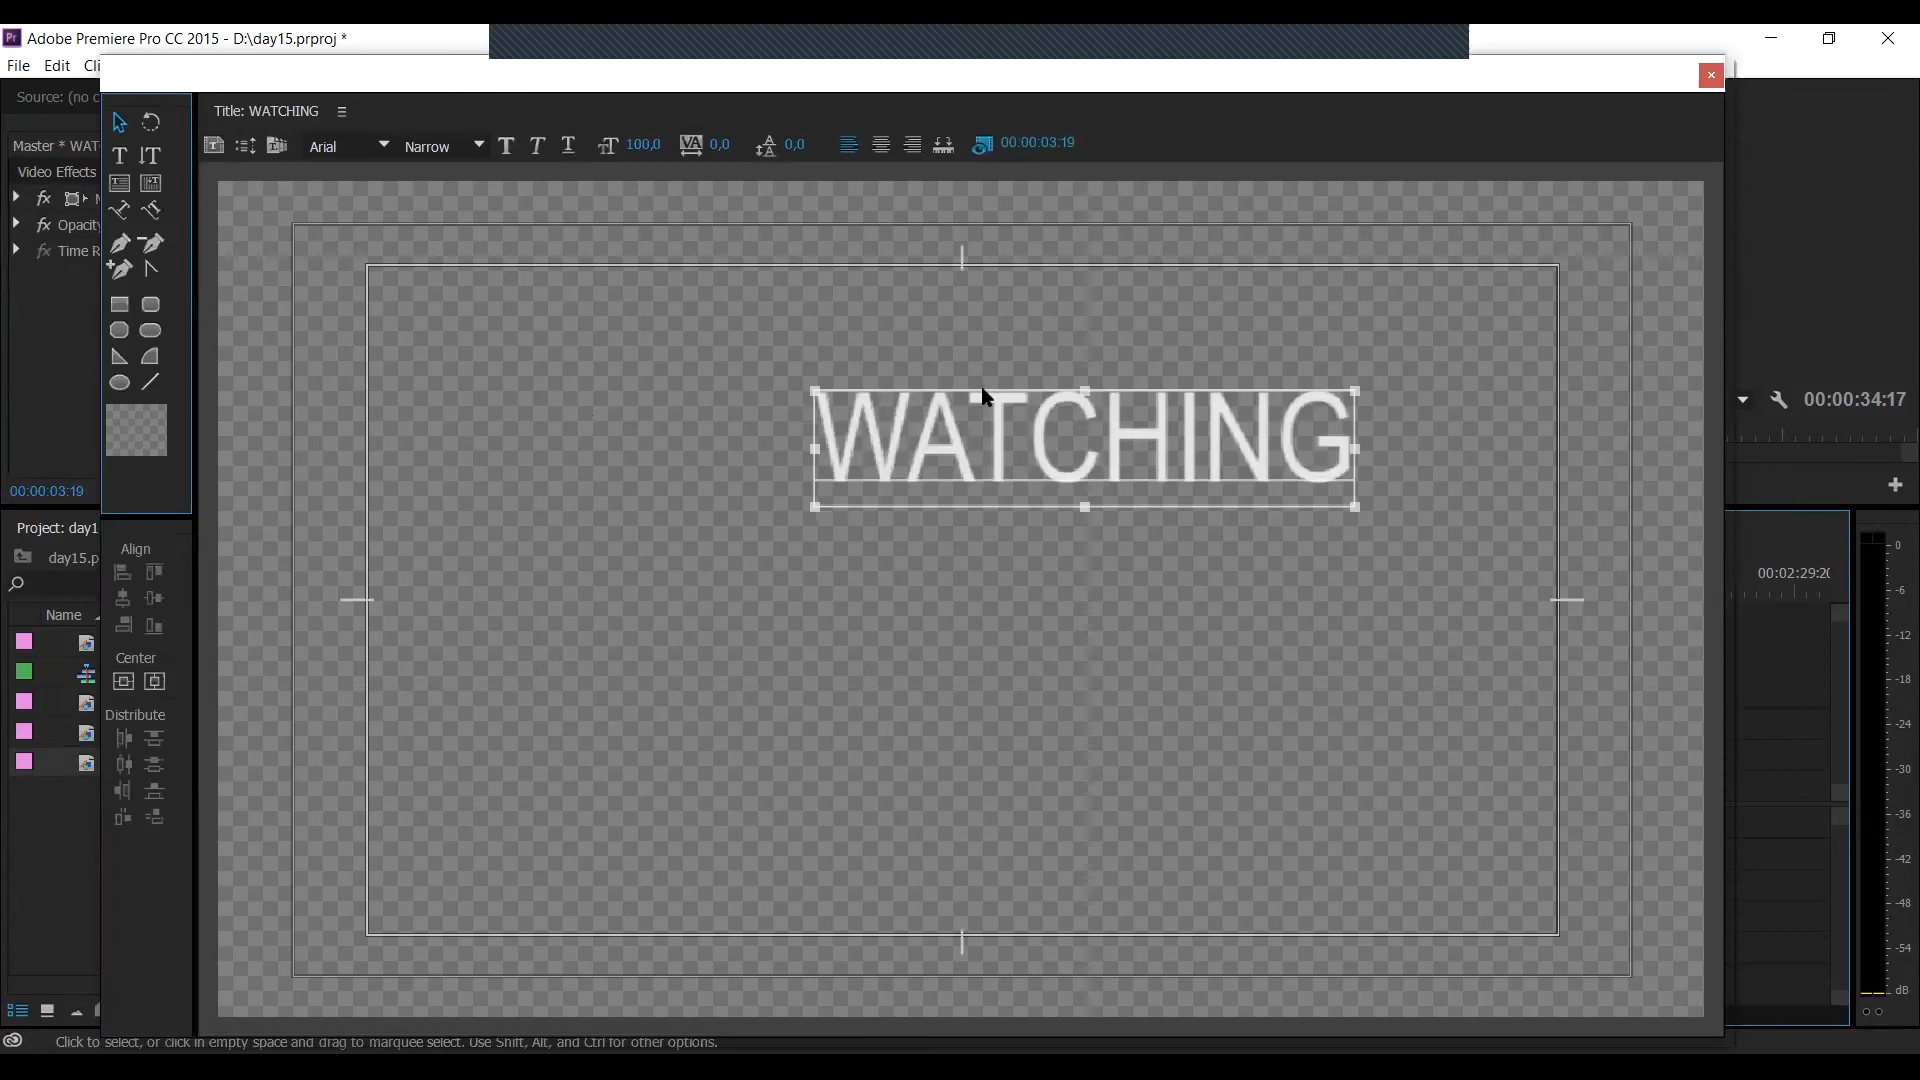 Adobe Premiere Pro CC 2015 - D:\day15.prproj *
File Edit
Source: (no c
Title: WATCHING
Arial Narrow 100,0 0,0 0,0 00:00:03:19
Master * WAT
Video Effects
Opacity
Time R
WATCHING
00:00:34:17
00:00:03:19
Project: day1
day15.p
Align
00:02:29:20
Name
Center
Distribute
0
-6
-12
-18
-24
-30
-36
-42
-48
-54
dB
Click to select, or click in empty space and drag to marquee select. Use Shift, Alt, and Ctrl for other options.